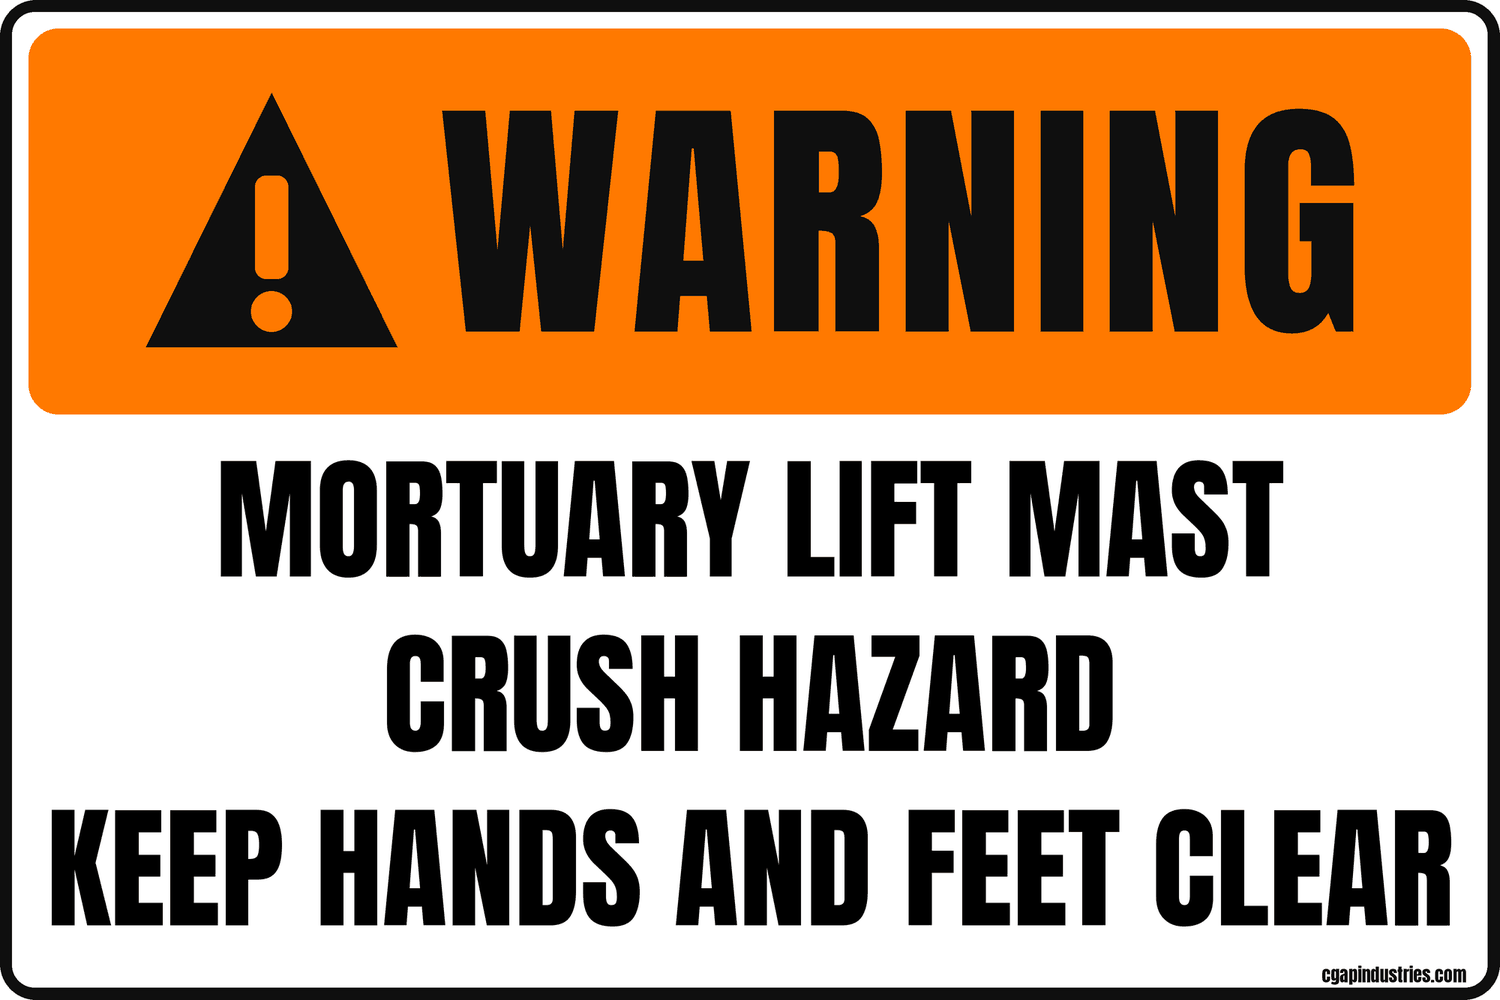 WARNING
MORTUARY LIFT MAST
CRUSH HAZARD
KEEP HANDS AND FEET CLEAR
cgapindustries.com